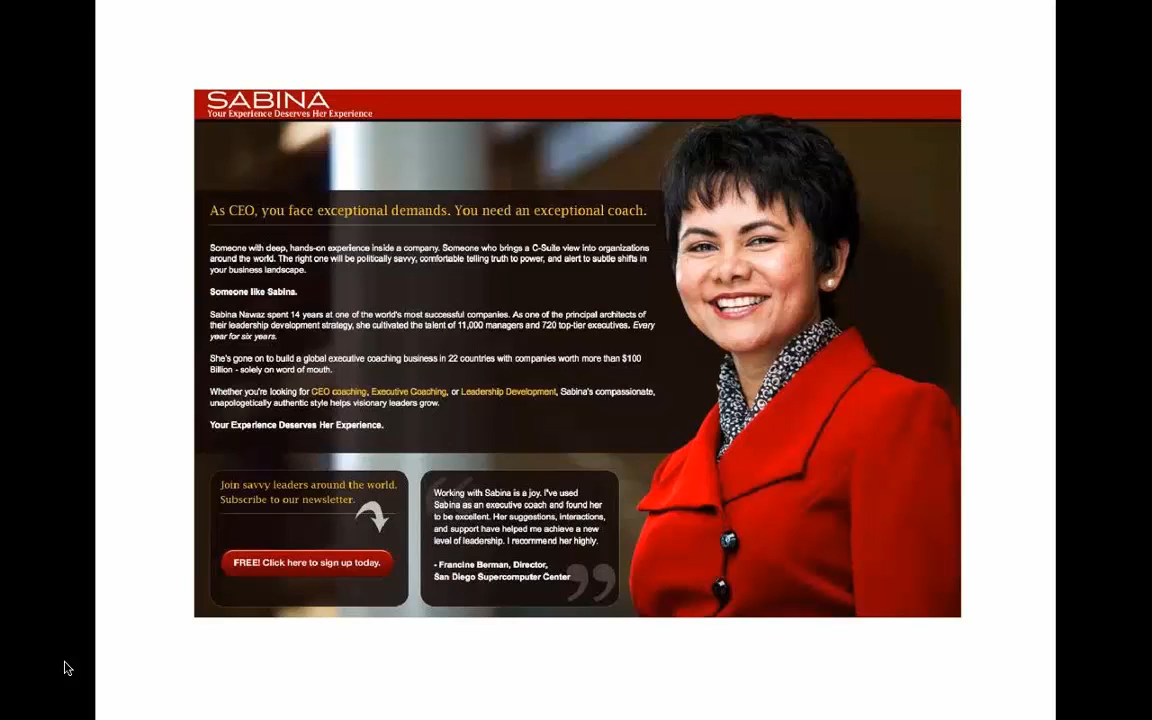 SABINA
Your Experience Deserves Her Experience
As CEO, you face exceptional demands. You need an exceptional coach.
Someone with deep, hands-on experience inside a company. Someone who brings a C-Suite view into organizations
around the world. The right one will be politically savvy, comfortable telling truth to power, and alert to subtle shifts in
your business landscape.
Someone like Sabina.
Sabina Nawaz spent 14 years at one of the world's most successful companies. As one of the principal architects of
their leadership development strategy, she cultivated the talent of 11,000 managers and 720 top-tier executives. Every
year for six years.
She's gone on to build a global executive coaching business in 22 countries with companies worth more than $100
Billion - solely on word of mouth.
Whether you're looking for CEO coaching, Executive Coaching, or Leadership Development, Sabina's compassionate,
unapologetically authentic style helps visionary leaders grow.
Your Experience Deserves Her Experience.
Join savvy leaders around the world.
Subscribe to our newsletter.
FREE! Click here to sign up today.
Working with Sabina is a joy. I've used
Sabina as an executive coach and found her
to be excellent. Her suggestions, interactions,
and support have helped me achieve a new
level of leadership. I recommend her highly.
- Francine Berman, Director,
San Diego Supercomputer Center